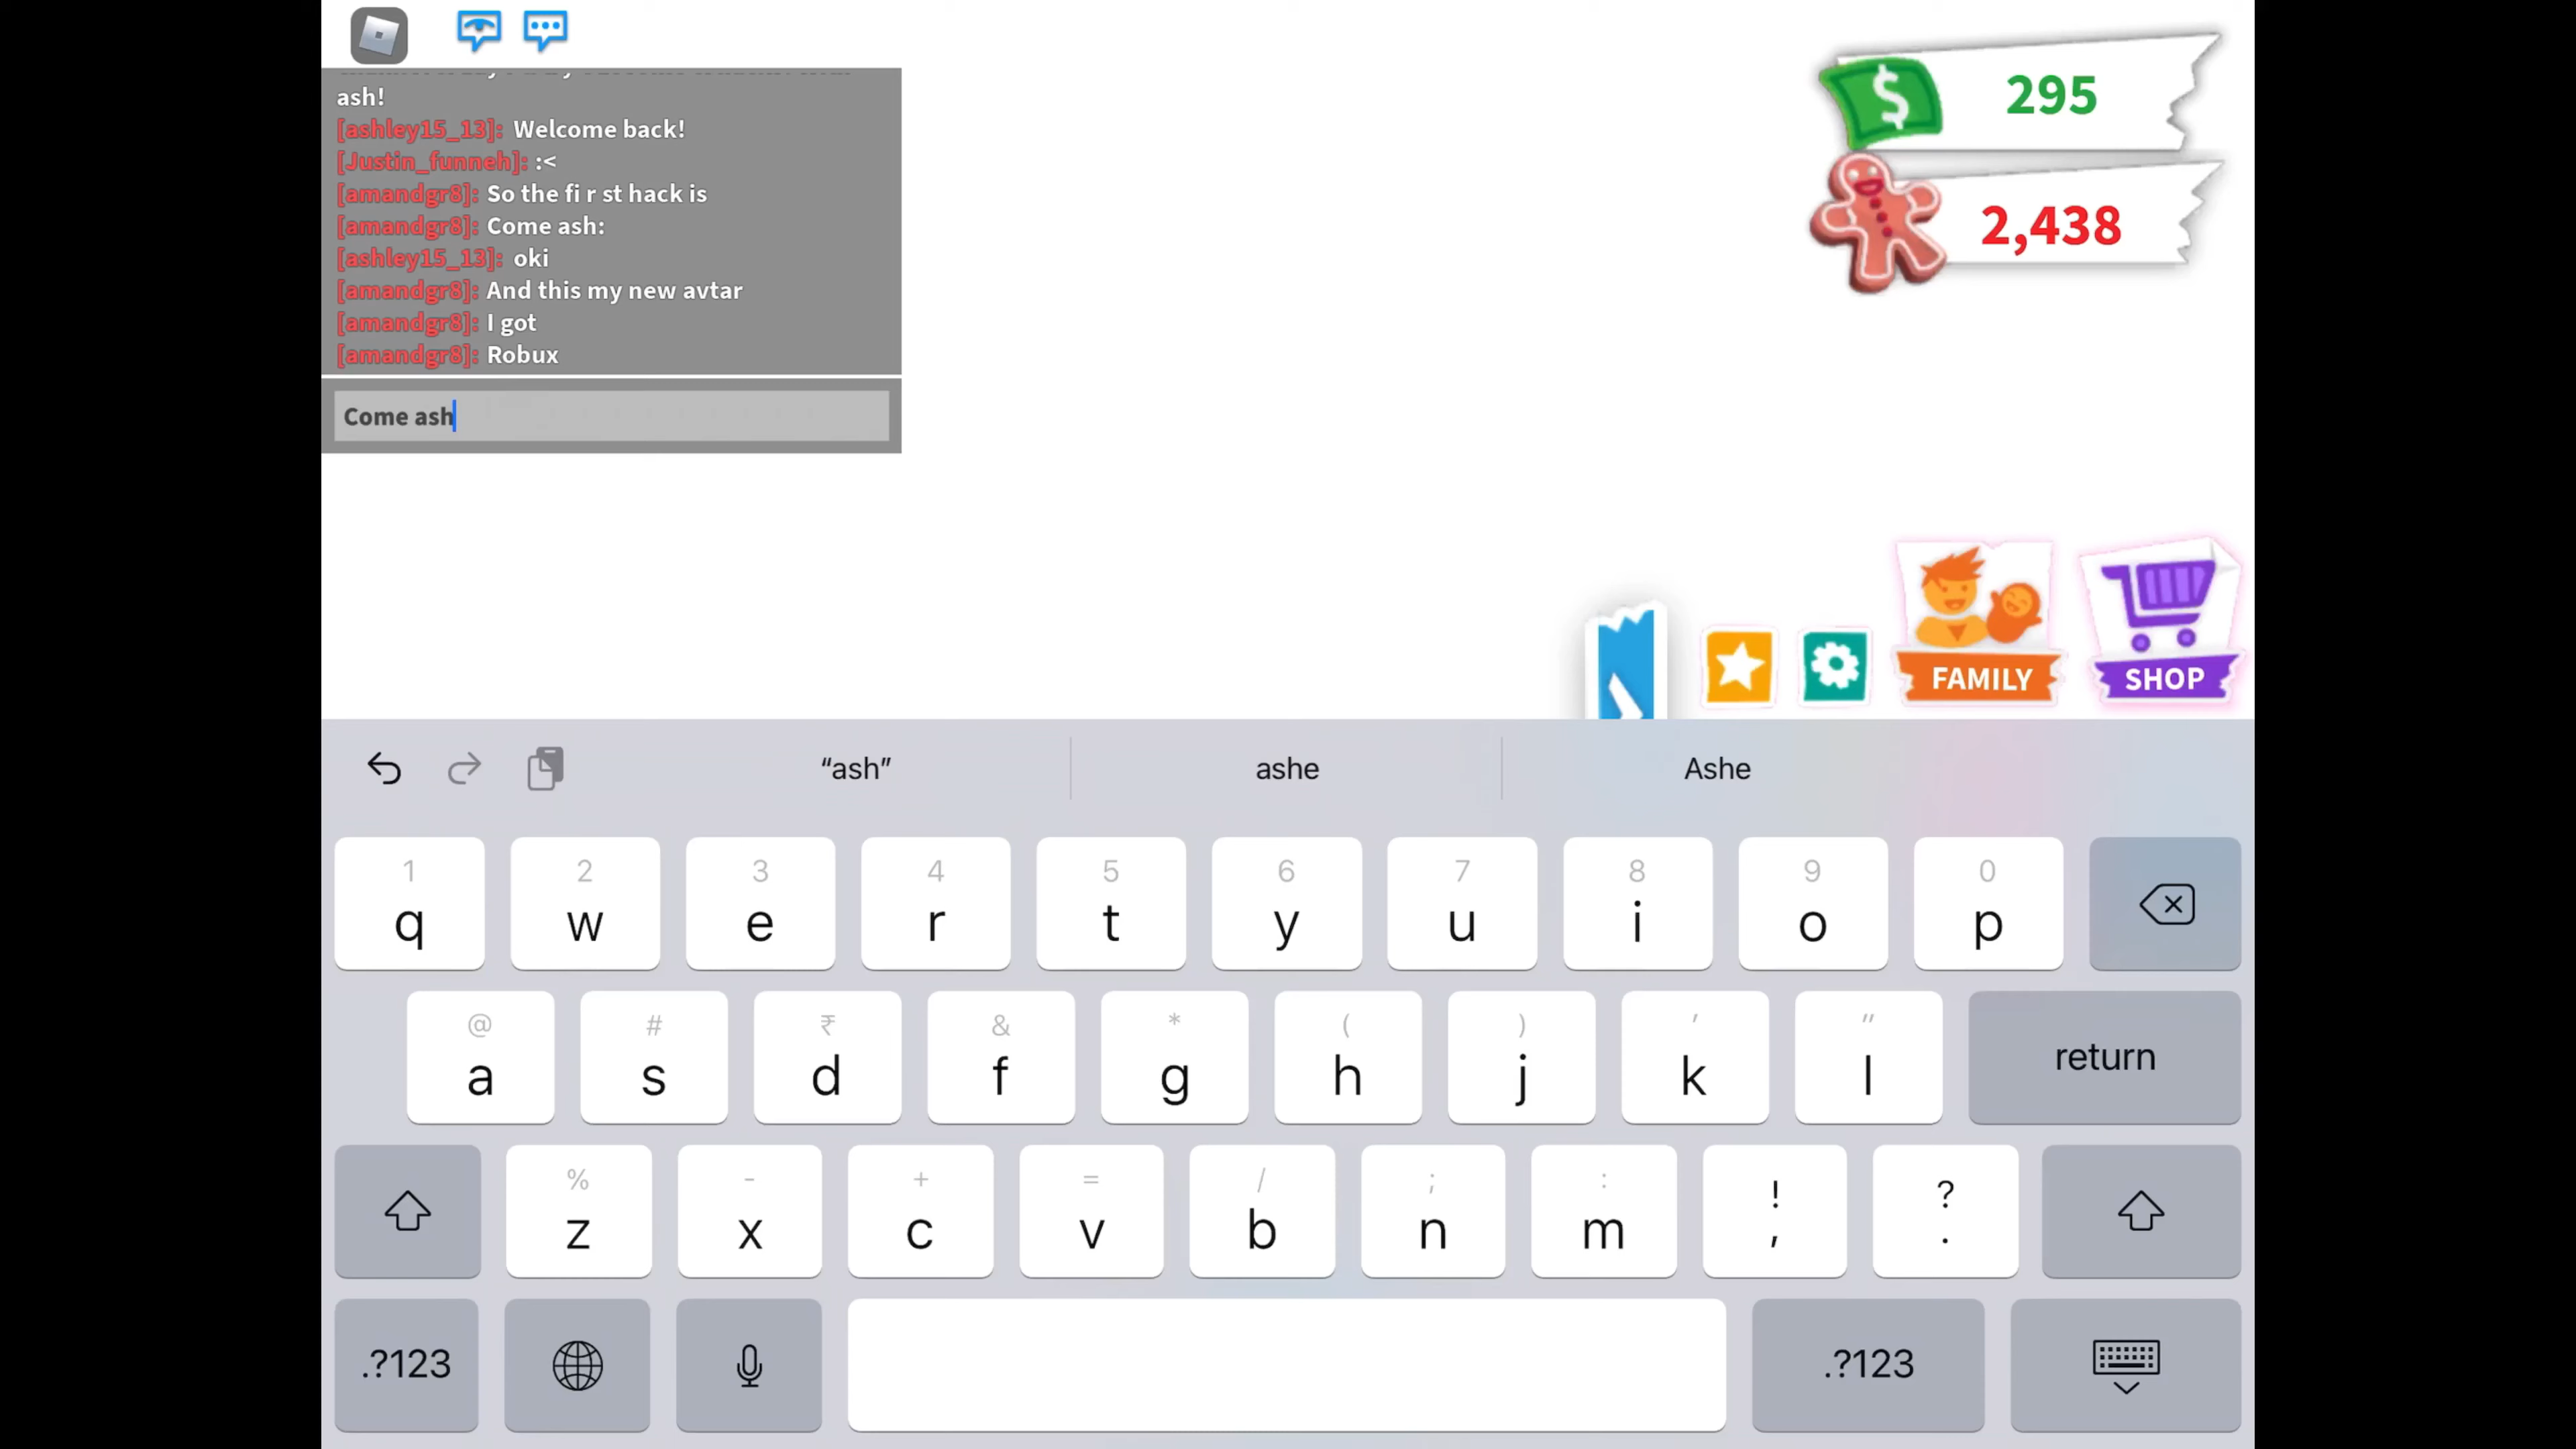 ash!
[ashley15_13]: Welcome back!
[Justin_funneh]: :<
[amandgr8]: So the fi r st hack is
[amandgr8]: Come ash:
[ashley15_13]: oki
[amandgr8]: And this my new avtar
[amandgr8]: I got
[amandgr8]: Robux
Come ash
$ 295
2,438
FAMILY
SHOP
“ash” ashe Ashe
1 2 3 4 5 6 7 8 9 0
q w e r t y u i o p
@ # ₹ & * ( ) ' "
a s d f g h j k l return
% - + = / ; : ! ?
z x c v b n m , .
.?123 .?123